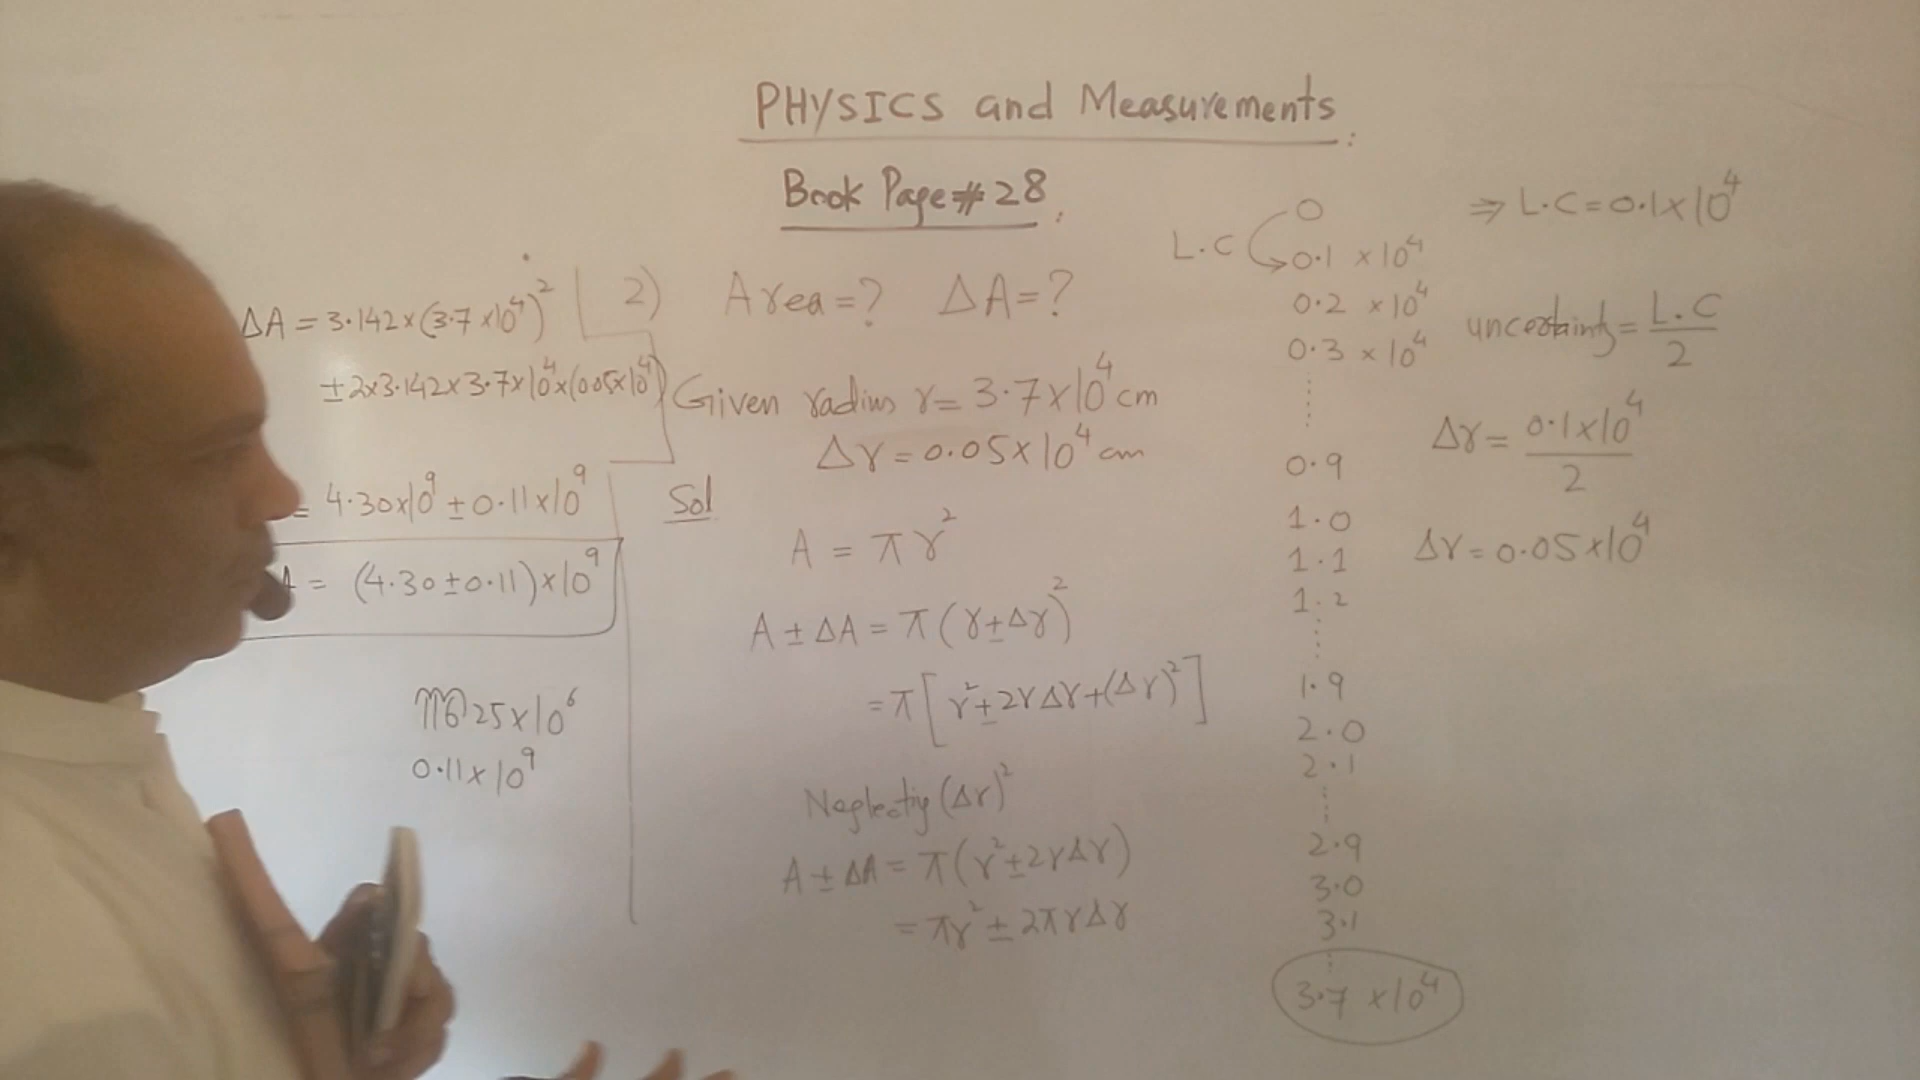 PHYSICS and Measurements
Book Page # 28
2) Area = ? ΔA = ?
Given radius r = 3.7 × 10⁴ cm
Δr = 0.05 × 10⁴ cm
Sol
A = πr²
A ± ΔA = π(r ± Δr)²
= π[r² ± 2rΔr + (Δr)²]
Neglectig (Δr)²
A ± ΔA = π(r² ± 2rΔr)
= πr² ± 2πrΔr
ΔA = 3.142 × (3.7 × 10⁴)²
± 2 × 3.142 × 3.7 × 10⁴ × (0.05 × 10⁴)
= 4.30 × 10⁹ ± 0.11 × 10⁹
A = (4.30 ± 0.11) × 10⁹
25 × 10⁶
0.11 × 10⁹
0
L.C 0.1 × 10⁴
0.2 × 10⁴
0.3 × 10⁴
0.9
1.0
1.1
1.2
1.9
2.0
2.1
2.9
3.0
3.1
3.7 × 10⁴
⇒ L.C = 0.1 × 10⁴
uncertainty = L.C / 2
Δr = 0.1 × 10⁴ / 2
Δr = 0.05 × 10⁴